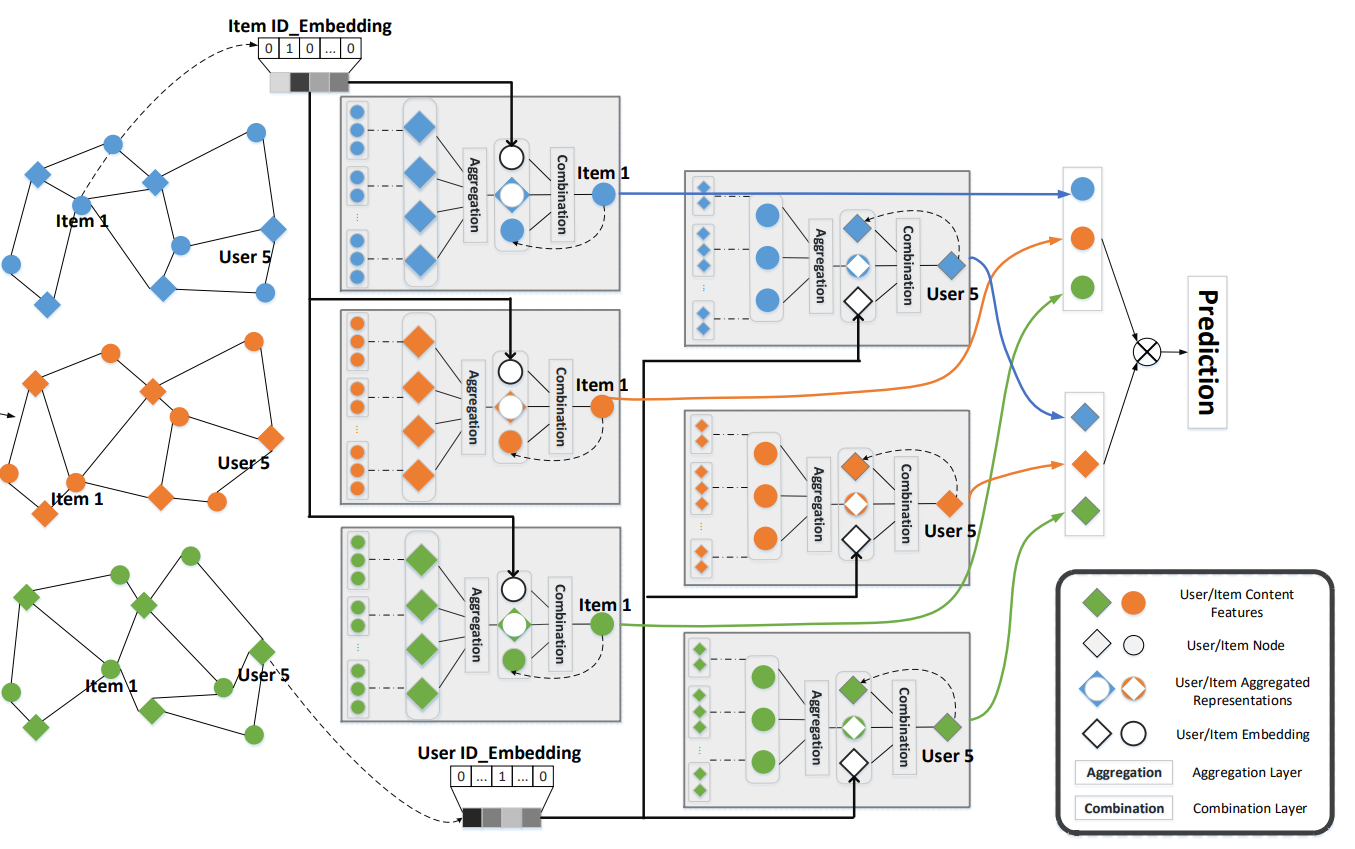 Item ID_Embedding
0 1 0 ... 0
Item 1
User 5
Aggregation
Combination
Item 1
...
Aggregation
Combination
User 5
...
Prediction
Item 1
User 5
Aggregation
Combination
Item 1
...
Aggregation
Combination
User 5
...
Item 1
User 5
Aggregation
Combination
Item 1
...
Aggregation
Combination
User 5
...
User ID_Embedding
0 ... 1 ... 0
User/Item Content
Features
User/Item Node
User/Item Aggregated
Representations
User/Item Embedding
Aggregation Aggregation Layer
Combination Combination Layer